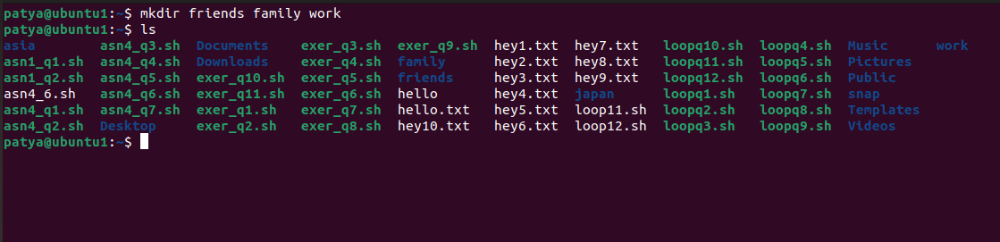 patya@ubuntu1:~$ mkdir friends family work
patya@ubuntu1:~$ ls
asia asn4_q3.sh Documents exer_q3.sh exer_q9.sh hey1.txt hey7.txt loopq10.sh loopq4.sh Music work
asn1_q1.sh asn4_q4.sh Downloads exer_q4.sh family hey2.txt hey8.txt loopq11.sh loopq5.sh Pictures
asn1_q2.sh asn4_q5.sh exer_q10.sh exer_q5.sh friends hey3.txt hey9.txt loopq12.sh loopq6.sh Public
asn4_6.sh asn4_q6.sh exer_q11.sh exer_q6.sh hello hey4.txt japan loopq1.sh loopq7.sh snap
asn4_q1.sh asn4_q7.sh exer_q1.sh exer_q7.sh hello.txt hey5.txt loop11.sh loopq2.sh loopq8.sh Templates
asn4_q2.sh Desktop exer_q2.sh exer_q8.sh hey10.txt hey6.txt loop12.sh loopq3.sh loopq9.sh Videos
patya@ubuntu1:~$